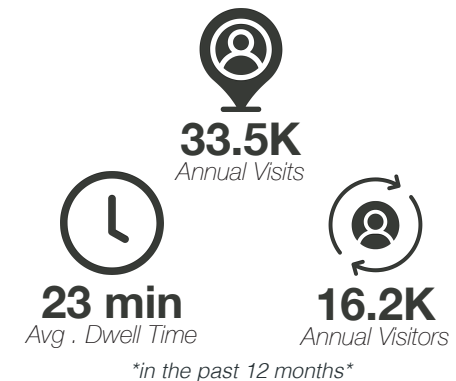 33.5K
Annual Visits
23 min
Avg . Dwell Time
16.2K
Annual Visitors
*in the past 12 months*